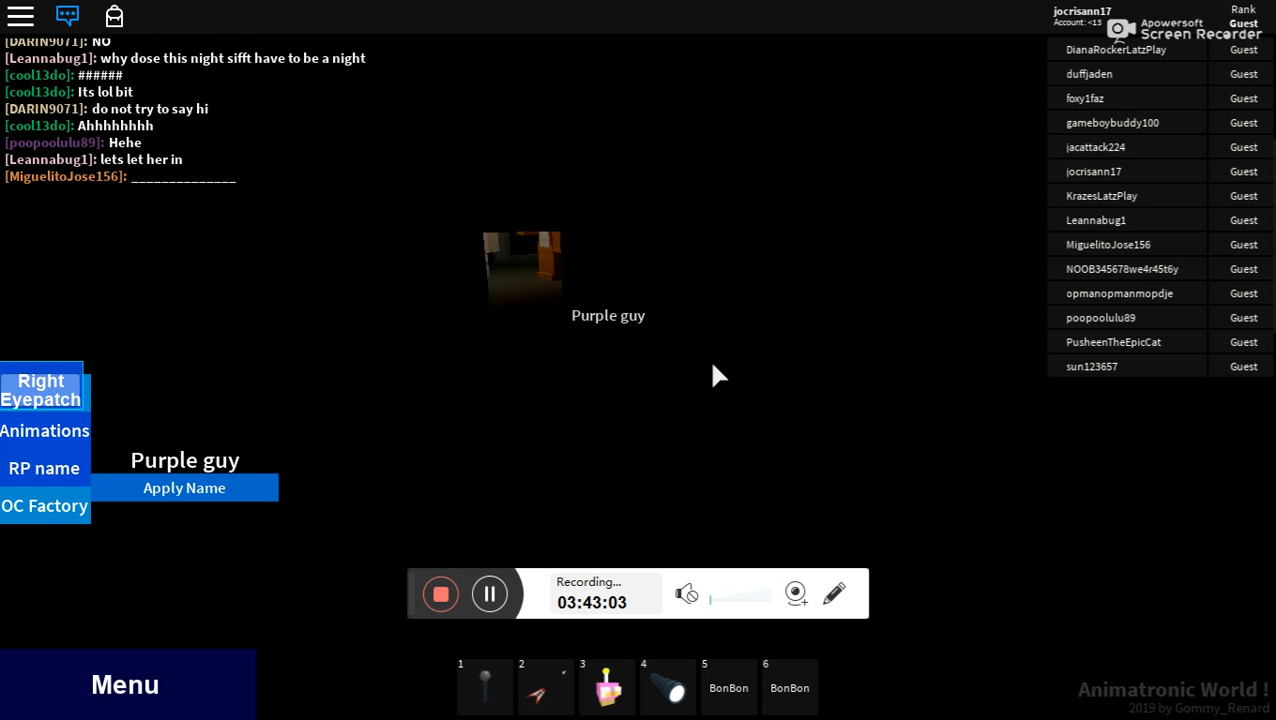 jocrisann17
Account: <13
Rank
Guest
Apowersoft
Screen Recorder
[DARIN9071]: NO
[Leannabug1]: why dose this night sifft have to be a night
[cool13do]: ######
[cool13do]: Its lol bit
[DARIN9071]: do not try to say hi
[cool13do]: Ahhhhhhhh
[poopoolulu89]: Hehe
[Leannabug1]: lets let her in
[MiguelitoJose156]: ______________
DianaRockerLatzPlay Guest
duffjaden Guest
foxy1faz Guest
gameboybuddy100 Guest
jacattack224 Guest
jocrisann17 Guest
KrazesLatzPlay Guest
Leannabug1 Guest
MiguelitoJose156 Guest
NOOB345678we4r45t6y Guest
opmanopmanmopdje Guest
poopoolulu89 Guest
PusheenTheEpicCat Guest
sun123657 Guest
Purple guy
Right
Eyepatch
Animations
RP name
OC Factory
Purple guy
Apply Name
Recording...
03:43:03
Menu
1
2
3
4
5
BonBon
6
BonBon
Animatronic World !
2019 by Gommy_Renard